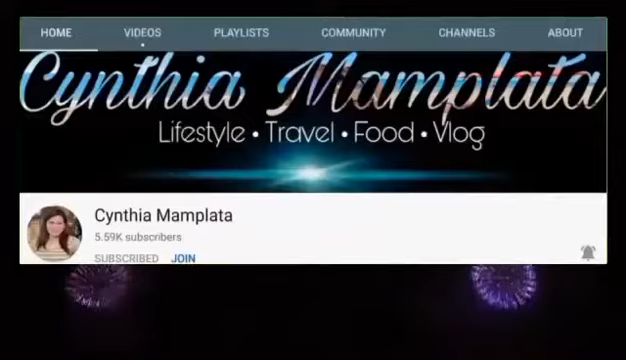 HOME VIDEOS PLAYLISTS COMMUNITY CHANNELS ABOUT
Cynthia Mamplata
Lifestyle • Travel • Food • Vlog
Cynthia Mamplata
5.59K subscribers
SUBSCRIBED JOIN